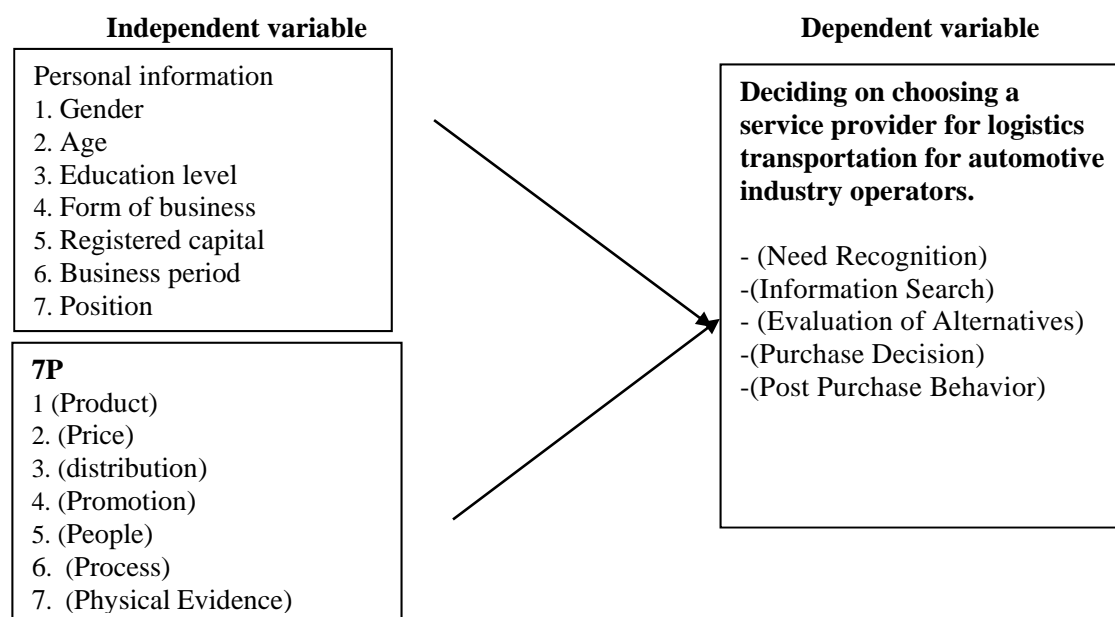 Independent variable
Personal information
1. Gender
2. Age
3. Education level
4. Form of business
5. Registered capital
6. Business period
7. Position
7P
1 (Product)
2. (Price)
3. (distribution)
4. (Promotion)
5. (People)
6. (Process)
7. (Physical Evidence)
Dependent variable
Deciding on choosing a
service provider for logistics
transportation for automotive
industry operators.
- (Need Recognition)
-(Information Search)
- (Evaluation of Alternatives)
-(Purchase Decision)
-(Post Purchase Behavior)